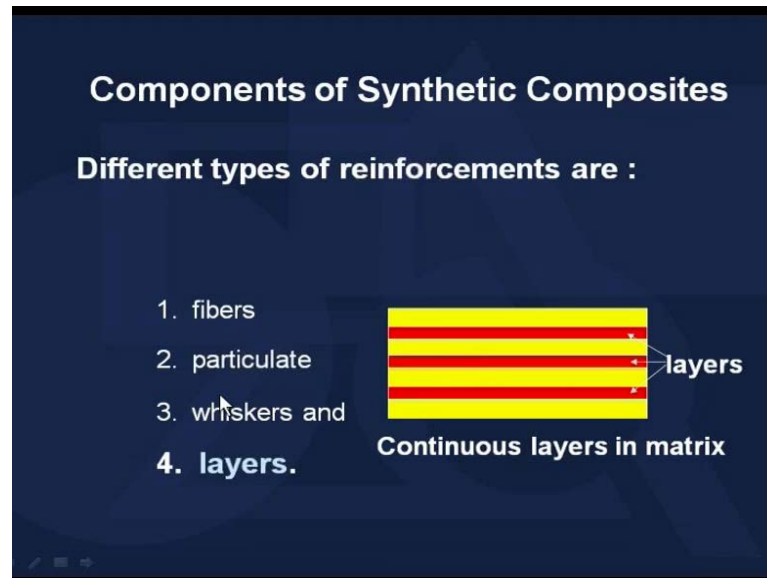 Components of Synthetic Composites
Different types of reinforcements are :
1. fibers
2. particulate
3. whiskers and
4. layers.
layers
Continuous layers in matrix